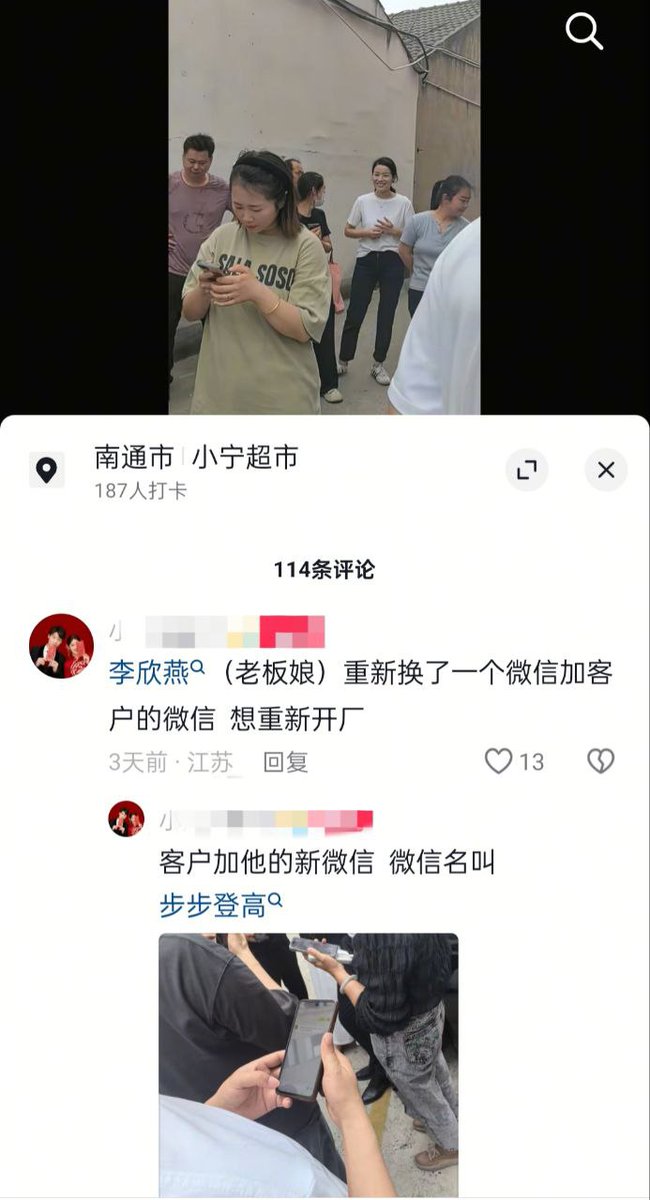 SALA SOSO
南通市 小宁超市
187人打卡
114条评论
小
李欣燕（老板娘）重新换了一个微信加客
户的微信 想重新开厂
3天前 · 江苏 回复 13
小
客户加他的新微信 微信名叫
步步登高